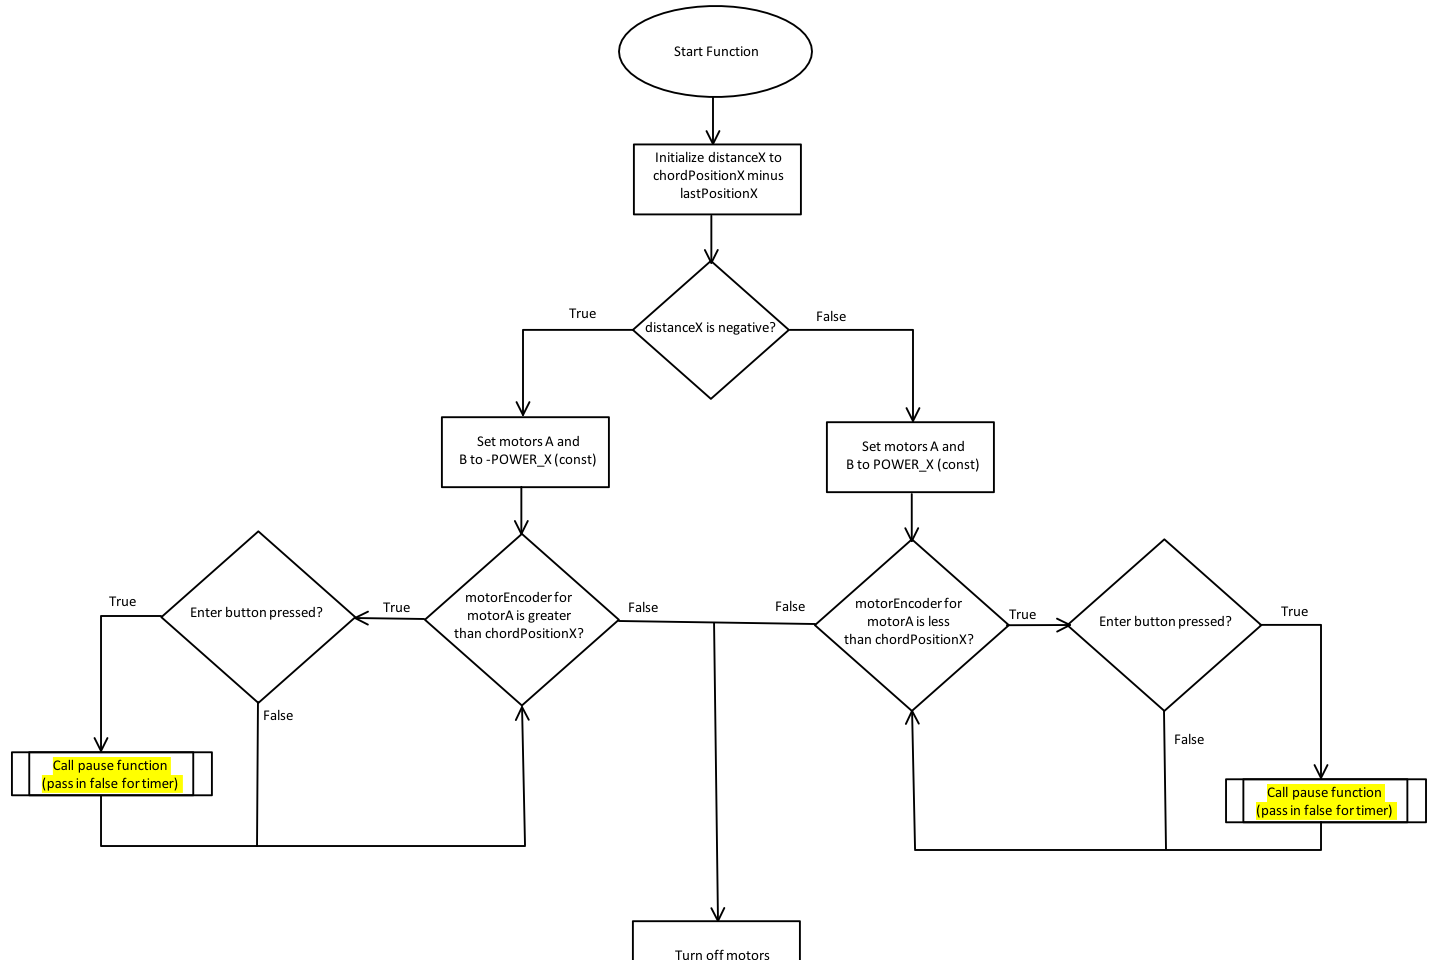 Start Function
Initialize distanceX to
chordPositionX minus
lastPositionX
distanceX is negative?
True
False
Set motors A and
B to -POWER_X (const)
Set motors A and
B to POWER_X (const)
Enter button pressed?
True
False
motorEncoder for
motorA is greater
than chordPositionX?
True
False
motorEncoder for
motorA is less
than chordPositionX?
False
True
Enter button pressed?
True
False
Call pause function
(pass in false for timer)
Call pause function
(pass in false for timer)
Turn off motors